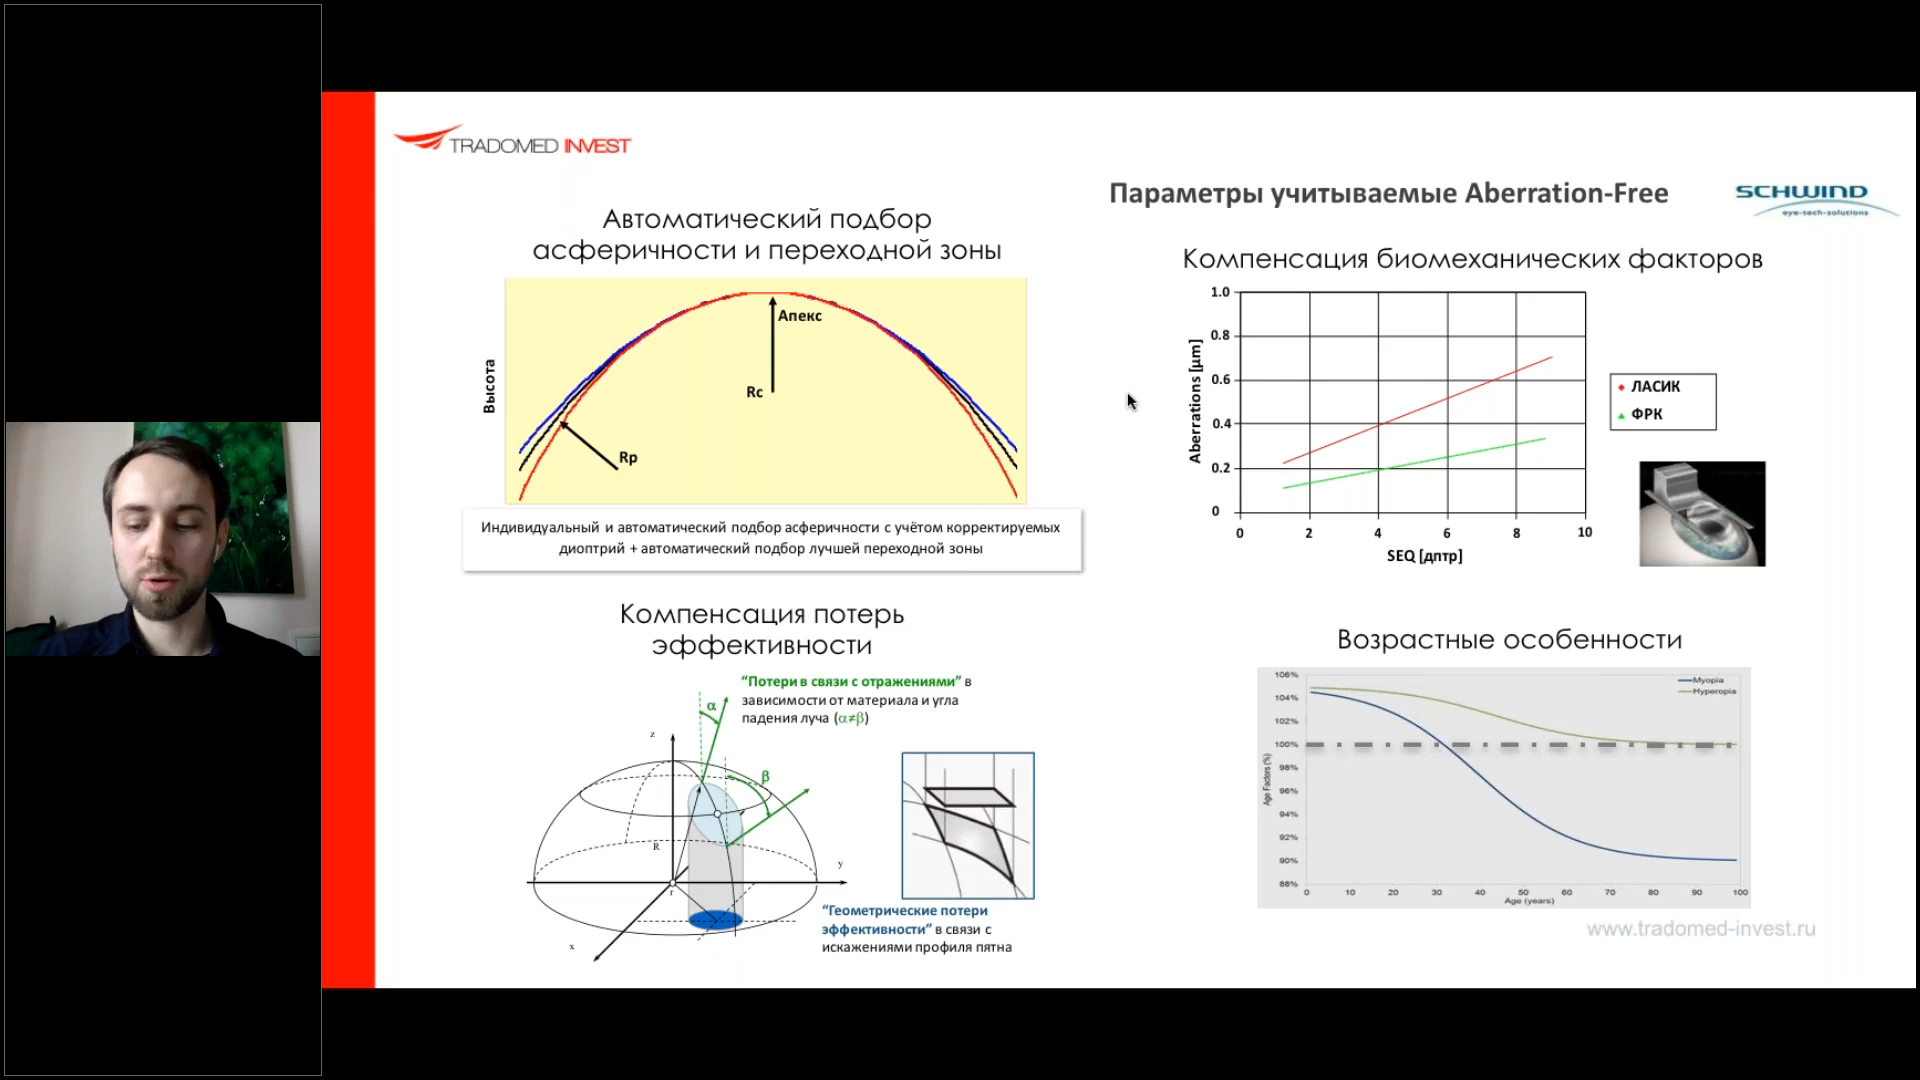 TRADOMED INVEST
Параметры учитываемые Aberration-Free
SCHWIND
eye-tech-solutions
Автоматический подбор
асферичности и переходной зоны
Высота
Апекс
Rc
Rp
Индивидуальный и автоматический подбор асферичности с учётом корректируемых
диоптрий + автоматический подбор лучшей переходной зоны
Компенсация биомеханических факторов
Aberrations [µm]
1.0
0.8
0.6
0.4
0.2
0
0 2 4 6 8 10
SEQ [дптр]
ЛАСИК
ФРК
Компенсация потерь
эффективности
“Потери в связи с отражениями” в
зависимости от материала и угла
падения луча (α≠β)
α
β
z
R
y
r
x
“Геометрические потери
эффективности” в связи с
искажениями профиля пятна
Возрастные особенности
Myopia
Hyperopia
Age Factors (%)
106%
104%
102%
100%
98%
96%
94%
92%
90%
88%
0 10 20 30 40 50 60 70 80 90 100
Age (years)
www.tradomed-invest.ru